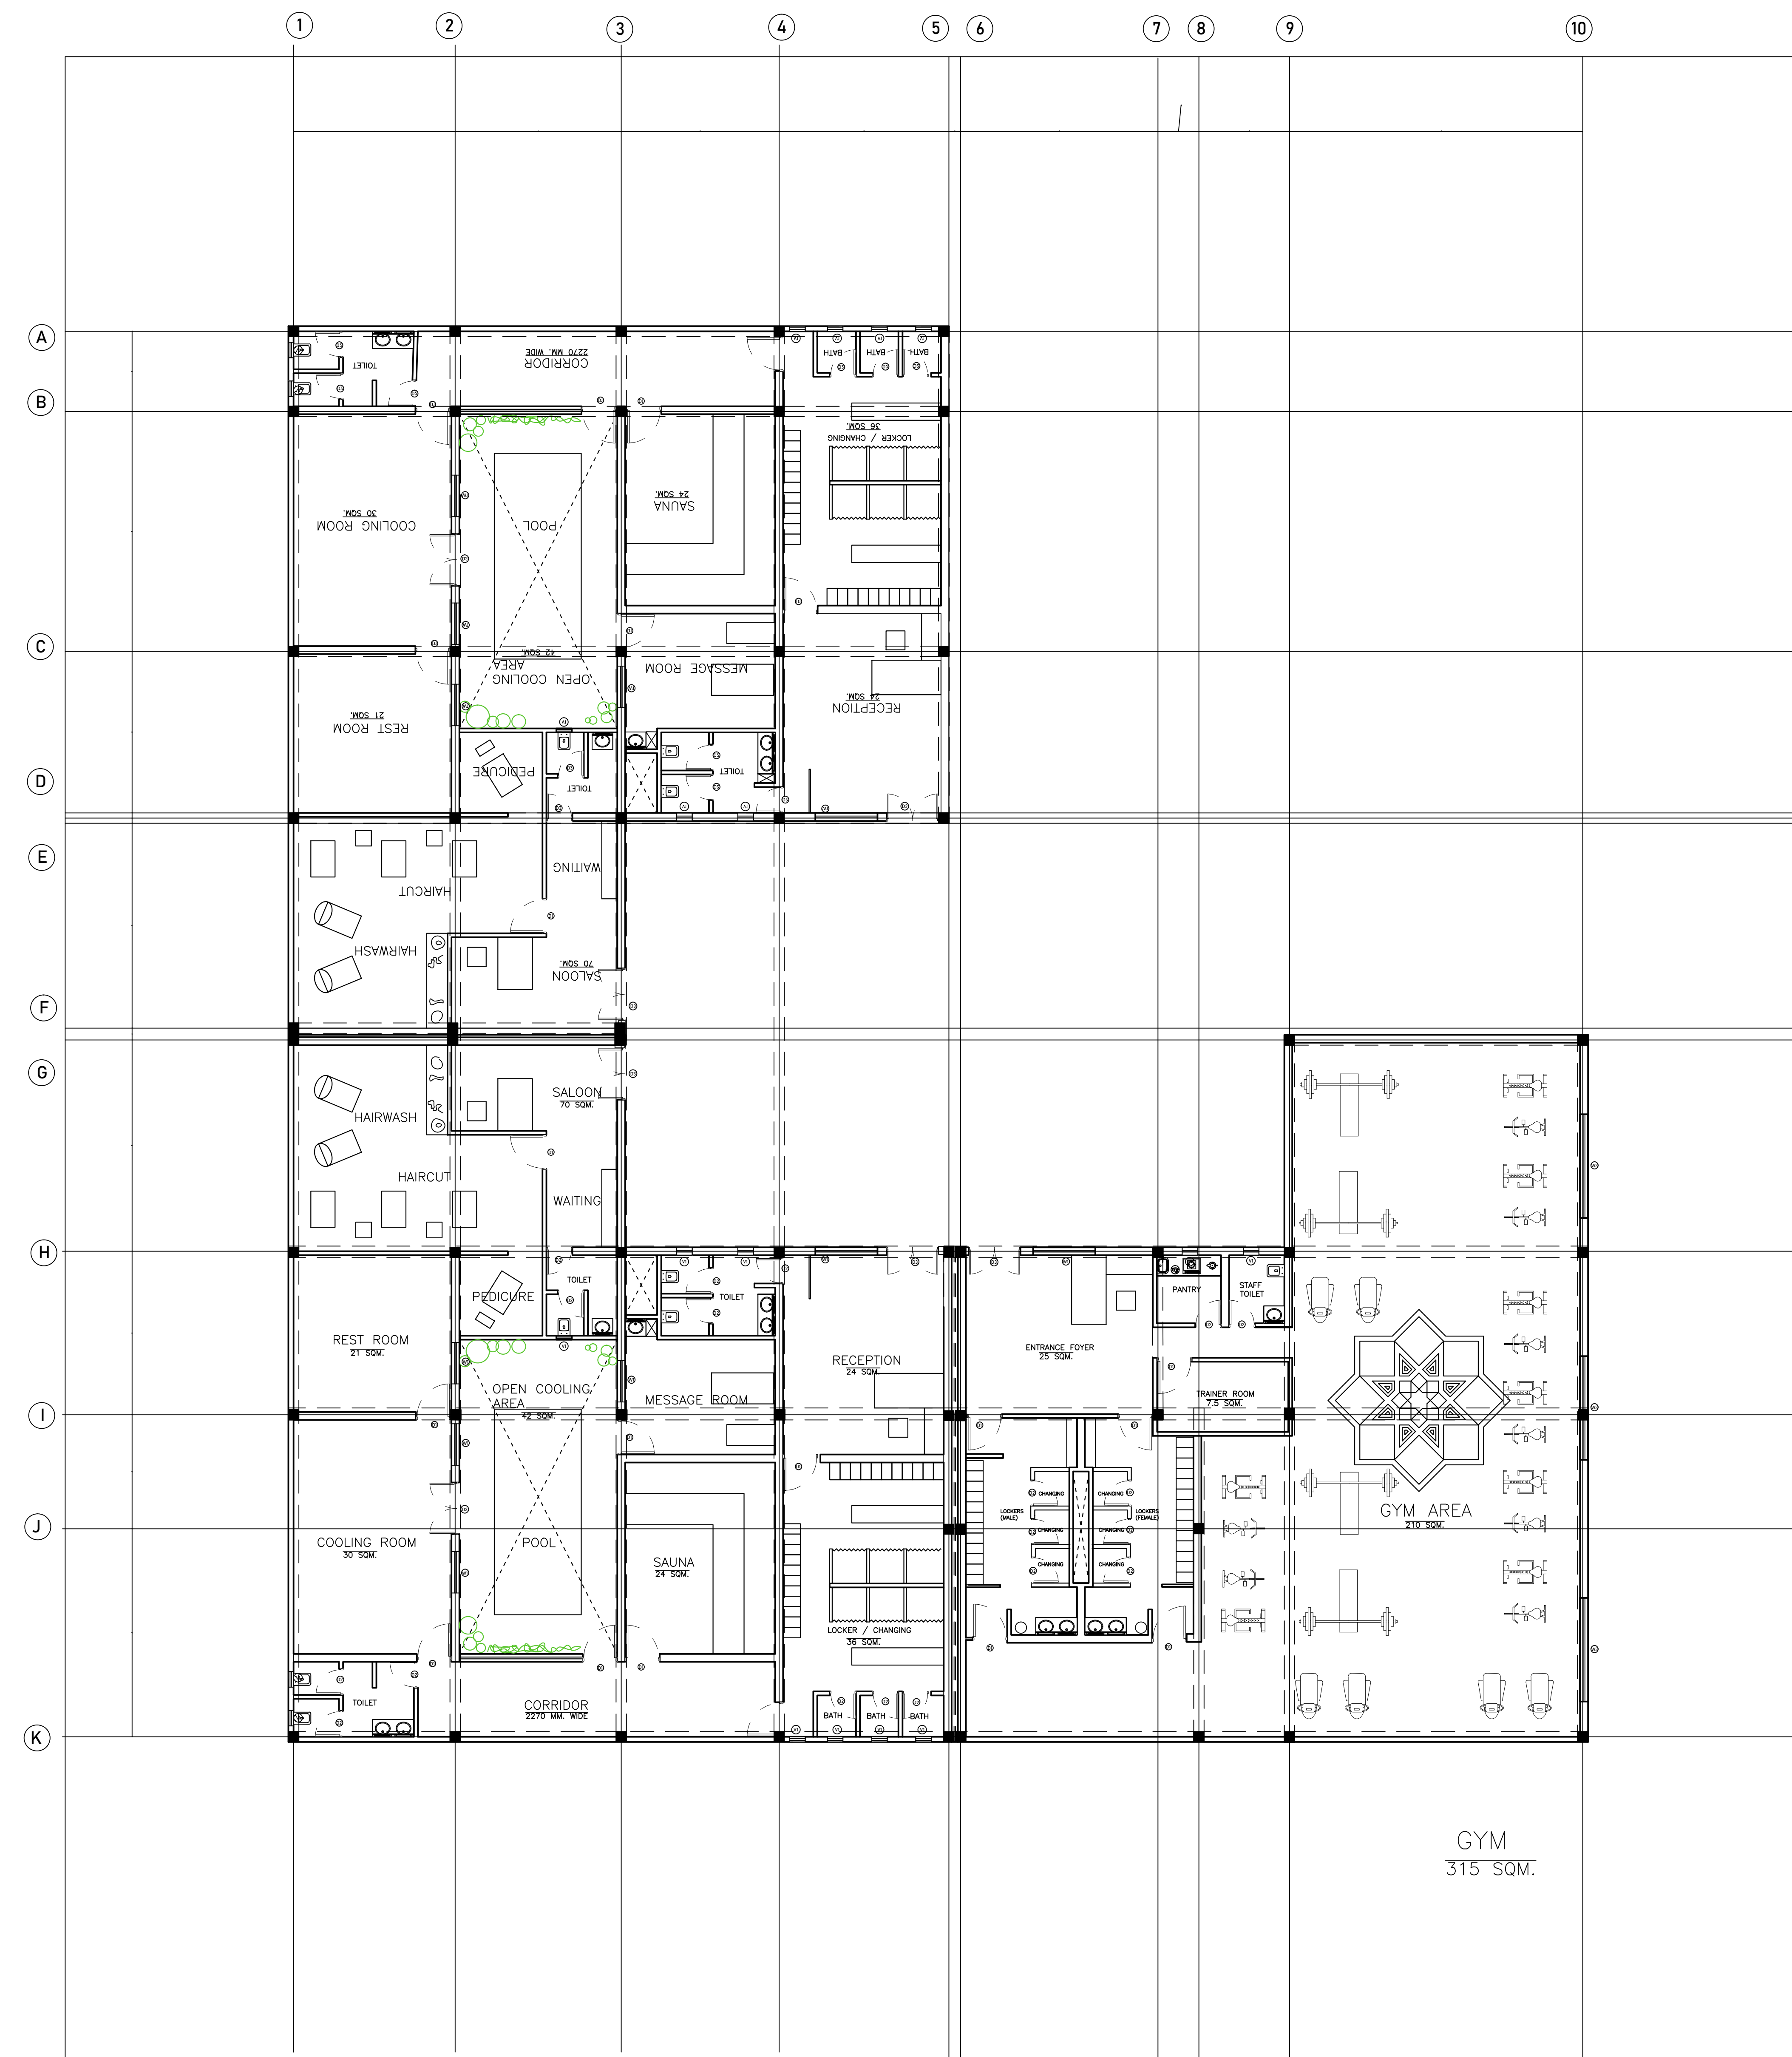 1
2
3
4
5
6
7
8
9
10
A
B
C
D
E
F
G
H
I
J
K
TOILET
CORRIDOR
2270 MM. WIDE
BATH
BATH
BATH
LOCKER / CHANGING
36 SQM.
COOLING ROOM
30 SQM.
POOL
SAUNA
24 SQM.
OPEN COOLING
AREA
42 SQM.
MESSAGE ROOM
RECEPTION
24 SQM.
REST ROOM
21 SQM.
PEDICURE
TOILET
TOILET
WAITING
HAIRCUT
HAIRWASH
SALOON
70 SQM.
SALOON
70 SQM.
HAIRWASH
HAIRCUT
WAITING
TOILET
PEDICURE
TOILET
REST ROOM
21 SQM.
OPEN COOLING
AREA
42 SQM.
MESSAGE ROOM
RECEPTION
24 SQM.
ENTRANCE FOYER
25 SQM.
PANTRY
STAFF
TOILET
TRAINER ROOM
7.5 SQM.
COOLING ROOM
30 SQM.
POOL
SAUNA
24 SQM.
LOCKER / CHANGING
36 SQM.
LOCKERS
(MALE)
CHANGING
CHANGING
CHANGING
CHANGING
CHANGING
CHANGING
LOCKERS
(FEMALE)
GYM AREA
210 SQM.
TOILET
CORRIDOR
2270 MM. WIDE
BATH
BATH
BATH
GYM
315 SQM.